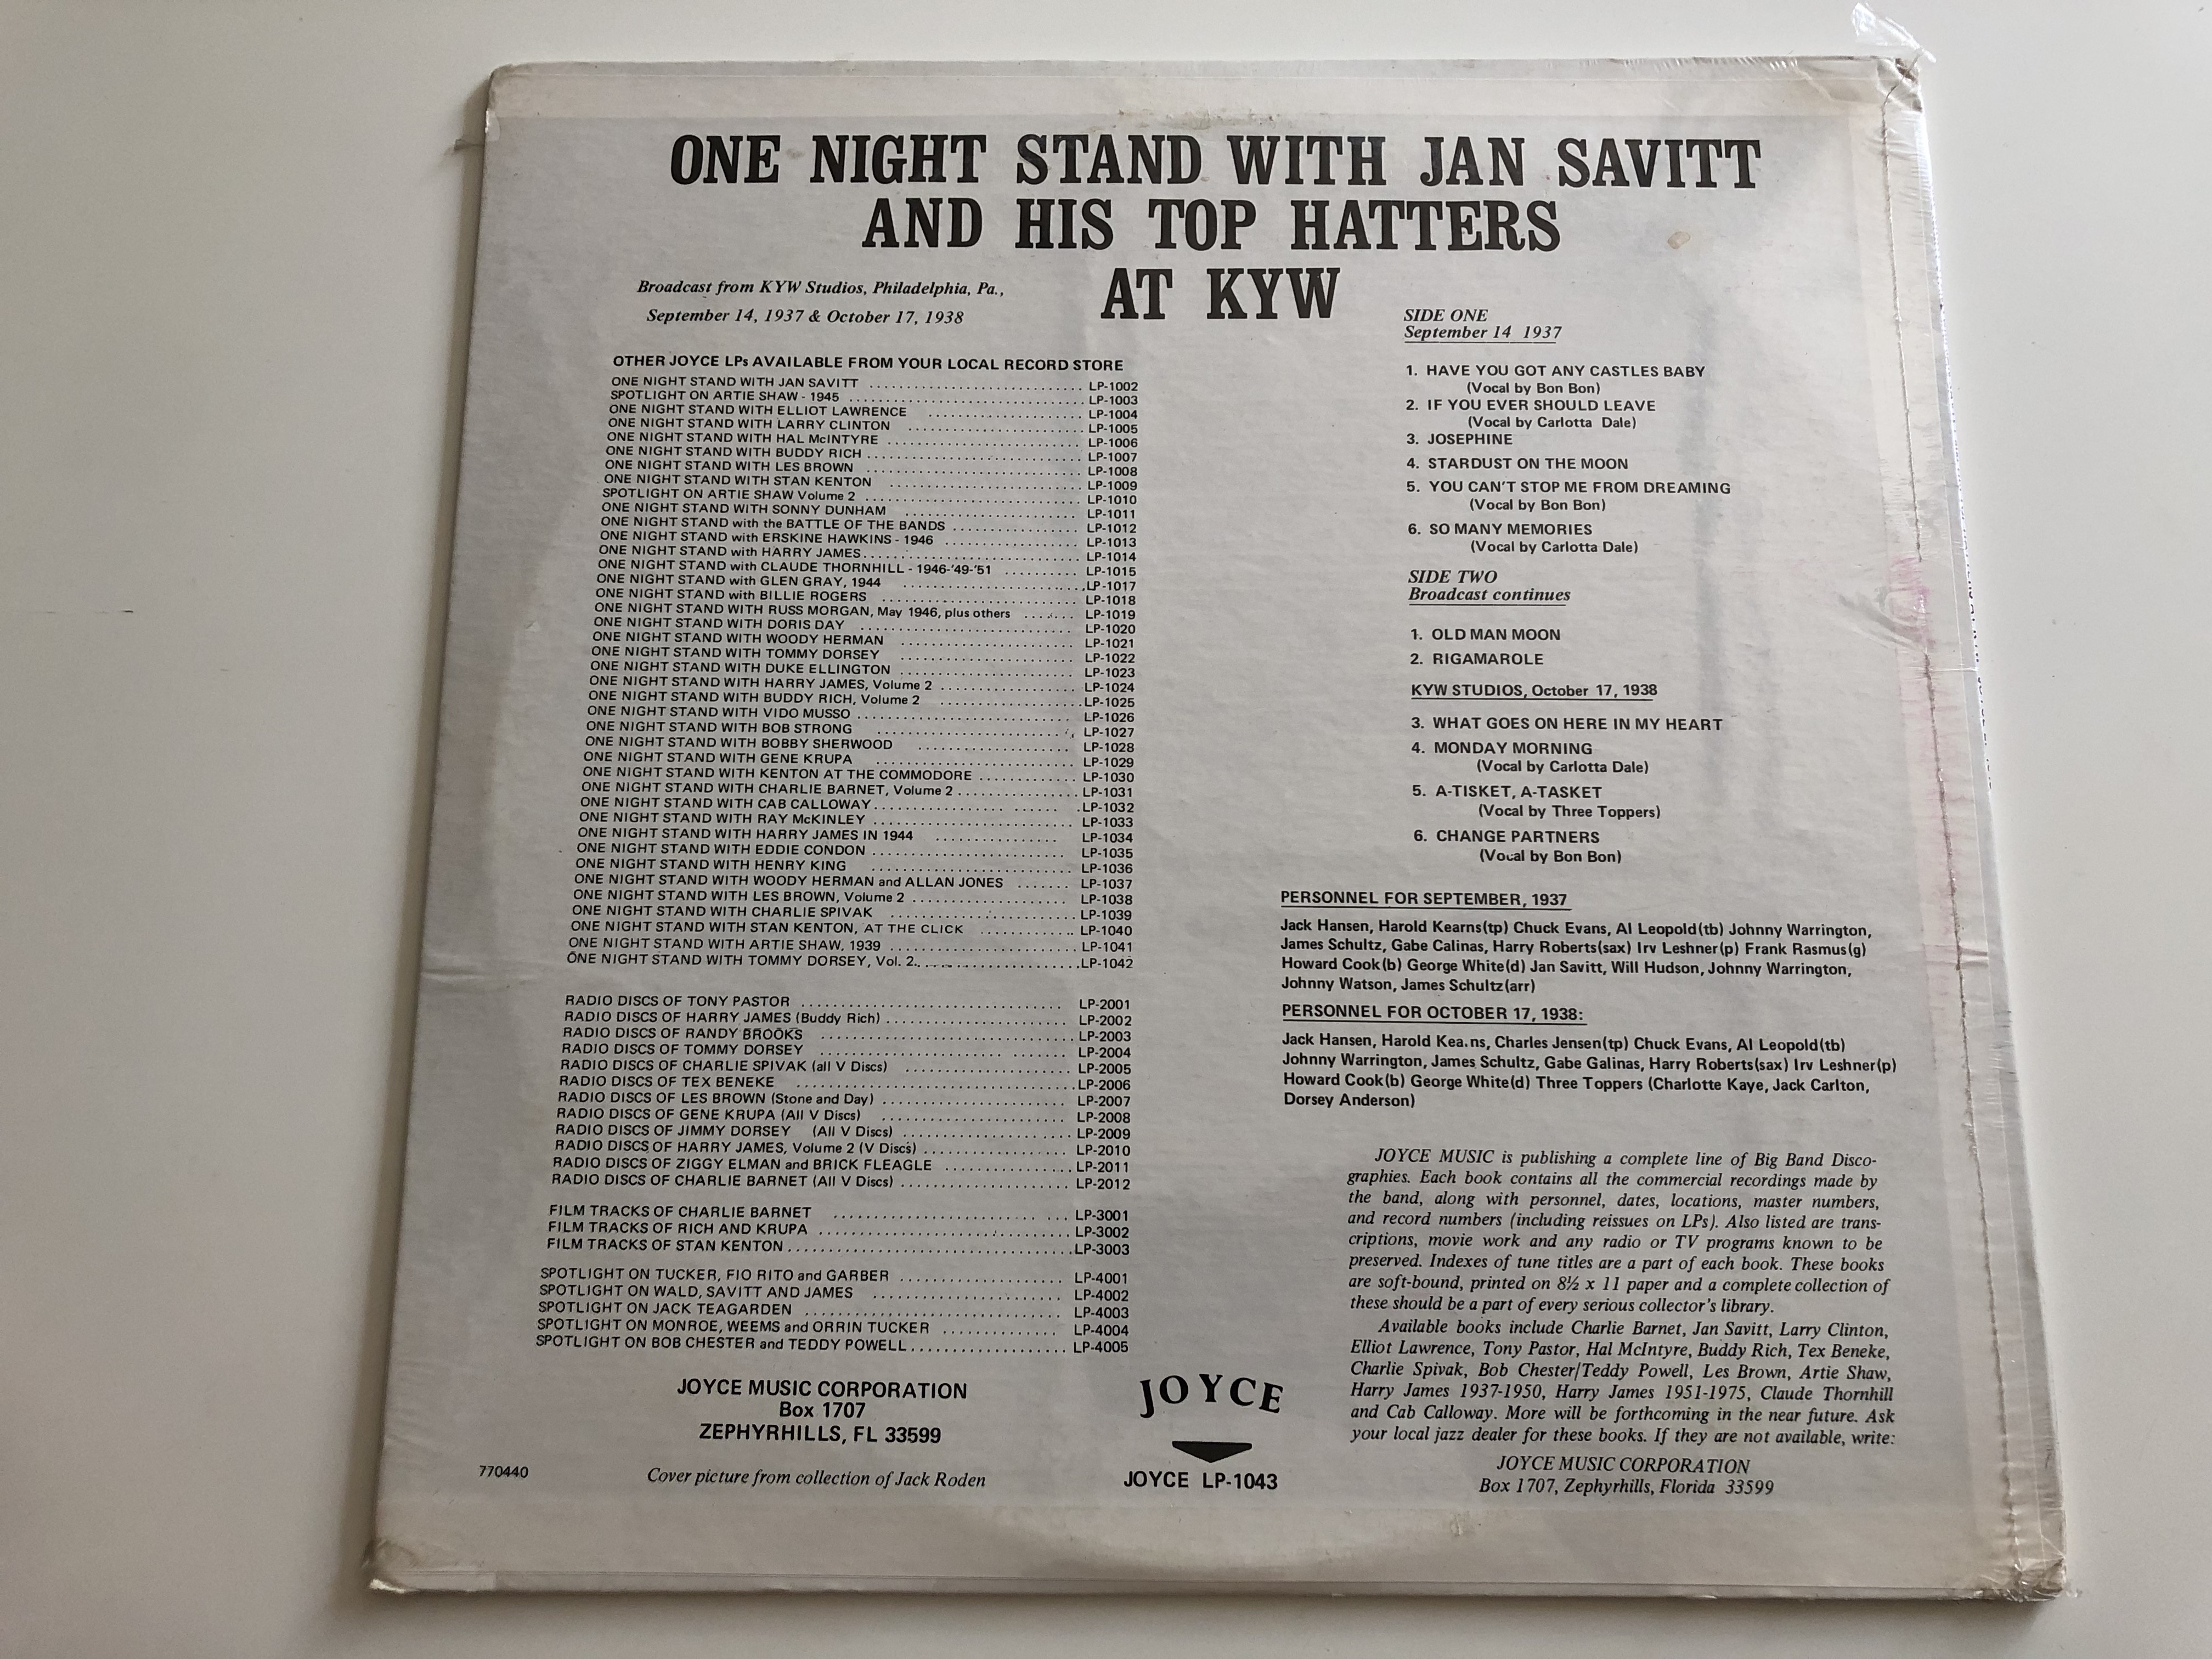 ONE NIGHT STAND WITH JAN SAVITT
AND HIS TOP HATTERS
AT KYW
Broadcast from KYW Studios, Philadelphia, Pa.,
September 14, 1937 & October 17, 1938
OTHER JOYCE LPs AVAILABLE FROM YOUR LOCAL RECORD STORE
ONE NIGHT STAND WITH JAN SAVITT .......................... LP-1002
SPOTLIGHT ON ARTIE SHAW - 1945 .......................... LP-1003
ONE NIGHT STAND WITH ELLIOT LAWRENCE .................. LP-1004
ONE NIGHT STAND WITH LARRY CLINTON .................... LP-1005
ONE NIGHT STAND WITH HAL McINTYRE ...................... LP-1006
ONE NIGHT STAND WITH BUDDY RICH ........................ LP-1007
ONE NIGHT STAND WITH LES BROWN ........................ LP-1008
ONE NIGHT STAND WITH STAN KENTON ...................... LP-1009
SPOTLIGHT ON ARTIE SHAW Volume 2 ........................ LP-1010
ONE NIGHT STAND WITH SONNY DUNHAM .................... LP-1011
ONE NIGHT STAND with the BATTLE OF THE BANDS .............. LP-1012
ONE NIGHT STAND with ERSKINE HAWKINS - 1946 .............. LP-1013
ONE NIGHT STAND with HARRY JAMES ........................ LP-1014
ONE NIGHT STAND with CLAUDE THORNHILL - 1946-'49-'51 ........ LP-1015
ONE NIGHT STAND with GLEN GRAY, 1944 .................... LP-1017
ONE NIGHT STAND with BILLIE ROGERS ...................... LP-1018
ONE NIGHT STAND WITH RUSS MORGAN, May 1946, plus others ...... LP-1019
ONE NIGHT STAND WITH DORIS DAY ........................ LP-1020
ONE NIGHT STAND WITH WOODY HERMAN .................... LP-1021
ONE NIGHT STAND WITH TOMMY DORSEY .................... LP-1022
ONE NIGHT STAND WITH DUKE ELLINGTON .................... LP-1023
ONE NIGHT STAND WITH HARRY JAMES, Volume 2 .............. LP-1024
ONE NIGHT STAND WITH BUDDY RICH, Volume 2 .............. LP-1025
ONE NIGHT STAND WITH VIDO MUSSO ........................ LP-1026
ONE NIGHT STAND WITH BOB STRONG ...................... LP-1027
ONE NIGHT STAND WITH BOBBY SHERWOOD .................. LP-1028
ONE NIGHT STAND WITH GENE KRUPA ...................... LP-1029
ONE NIGHT STAND WITH KENTON AT THE COMMODORE ............ LP-1030
ONE NIGHT STAND WITH CHARLIE BARNET, Volume 2 ............ LP-1031
ONE NIGHT STAND WITH CAB CALLOWAY .................... LP-1032
ONE NIGHT STAND WITH RAY McKINLEY ...................... LP-1033
ONE NIGHT STAND WITH HARRY JAMES IN 1944 .............. LP-1034
ONE NIGHT STAND WITH EDDIE CONDON ...................... LP-1035
ONE NIGHT STAND WITH HENRY KING ...................... LP-1036
ONE NIGHT STAND WITH WOODY HERMAN and ALLAN JONES ....... LP-1037
ONE NIGHT STAND WITH LES BROWN, Volume 2 .................. LP-1038
ONE NIGHT STAND WITH CHARLIE SPIVAK ...................... LP-1039
ONE NIGHT STAND WITH STAN KENTON, AT THE CLICK ............ LP-1040
ONE NIGHT STAND WITH ARTIE SHAW, 1939 .................... LP-1041
ONE NIGHT STAND WITH TOMMY DORSEY, Vol. 2 ................ LP-1042
RADIO DISCS OF TONY PASTOR ............................ LP-2001
RADIO DISCS OF HARRY JAMES (Buddy Rich) .................. LP-2002
RADIO DISCS OF RANDY BROOKS .......................... LP-2003
RADIO DISCS OF TOMMY DORSEY .......................... LP-2004
RADIO DISCS OF CHARLIE SPIVAK (all V Discs) ................ LP-2005
RADIO DISCS OF TEX BENEKE .............................. LP-2006
RADIO DISCS OF LES BROWN (Stone and Day) .................. LP-2007
RADIO DISCS OF GENE KRUPA (All V Discs) .................. LP-2008
RADIO DISCS OF JIMMY DORSEY (All V Discs) .................. LP-2009
RADIO DISCS OF HARRY JAMES, Volume 2 (V Discs) .............. LP-2010
RADIO DISCS OF ZIGGY ELMAN and BRICK FLEAGLE .............. LP-2011
RADIO DISCS OF CHARLIE BARNET (All V Discs) ................ LP-2012
FILM TRACKS OF CHARLIE BARNET ........................ LP-3001
FILM TRACKS OF RICH AND KRUPA .......................... LP-3002
FILM TRACKS OF STAN KENTON ............................ LP-3003
SPOTLIGHT ON TUCKER, FIO RITO and GARBER ................ LP-4001
SPOTLIGHT ON WALD, SAVITT AND JAMES .................... LP-4002
SPOTLIGHT ON JACK TEAGARDEN .......................... LP-4003
SPOTLIGHT ON MONROE, WEEMS and ORRIN TUCKER ............ LP-4004
SPOTLIGHT ON BOB CHESTER and TEDDY POWELL .............. LP-4005
JOYCE MUSIC CORPORATION
Box 1707
ZEPHYRHILLS, FL 33599
770440
Cover picture from collection of Jack Roden
JOYCE
JOYCE LP-1043
SIDE ONE
September 14 1937
1. HAVE YOU GOT ANY CASTLES BABY
(Vocal by Bon Bon)
2. IF YOU EVER SHOULD LEAVE
(Vocal by Carlotta Dale)
3. JOSEPHINE
4. STARDUST ON THE MOON
5. YOU CAN'T STOP ME FROM DREAMING
(Vocal by Bon Bon)
6. SO MANY MEMORIES
(Vocal by Carlotta Dale)
SIDE TWO
Broadcast continues
1. OLD MAN MOON
2. RIGAMAROLE
KYW STUDIOS, October 17, 1938
3. WHAT GOES ON HERE IN MY HEART
4. MONDAY MORNING
(Vocal by Carlotta Dale)
5. A-TISKET, A-TASKET
(Vocal by Three Toppers)
6. CHANGE PARTNERS
(Vocal by Bon Bon)
PERSONNEL FOR SEPTEMBER, 1937
Jack Hansen, Harold Kearns(tp) Chuck Evans, Al Leopold(tb) Johnny Warrington,
James Schultz, Gabe Calinas, Harry Roberts(sax) Irv Leshner(p) Frank Rasmus(g)
Howard Cook(b) George White(d) Jan Savitt, Will Hudson, Johnny Warrington,
Johnny Watson, James Schultz(arr)
PERSONNEL FOR OCTOBER 17, 1938:
Jack Hansen, Harold Kearns, Charles Jensen(tp) Chuck Evans, Al Leopold(tb)
Johnny Warrington, James Schultz, Gabe Galinas, Harry Roberts(sax) Irv Leshner(p)
Howard Cook(b) George White(d) Three Toppers (Charlotte Kaye, Jack Carlton,
Dorsey Anderson)
JOYCE MUSIC is publishing a complete line of Big Band Disco-
graphies. Each book contains all the commercial recordings made by
the band, along with personnel, dates, locations, master numbers,
and record numbers (including reissues on LPs). Also listed are trans-
criptions, movie work and any radio or TV programs known to be
preserved. Indexes of tune titles are a part of each book. These books
are soft-bound, printed on 8½ x 11 paper and a complete collection of
these should be a part of every serious collector's library.
Available books include Charlie Barnet, Jan Savitt, Larry Clinton,
Elliot Lawrence, Tony Pastor, Hal McIntyre, Buddy Rich, Tex Beneke,
Charlie Spivak, Bob Chester/Teddy Powell, Les Brown, Artie Shaw,
Harry James 1937-1950, Harry James 1951-1975, Claude Thornhill
and Cab Calloway. More will be forthcoming in the near future. Ask
your local jazz dealer for these books. If they are not available, write:
JOYCE MUSIC CORPORATION
Box 1707, Zephyrhills, Florida 33599